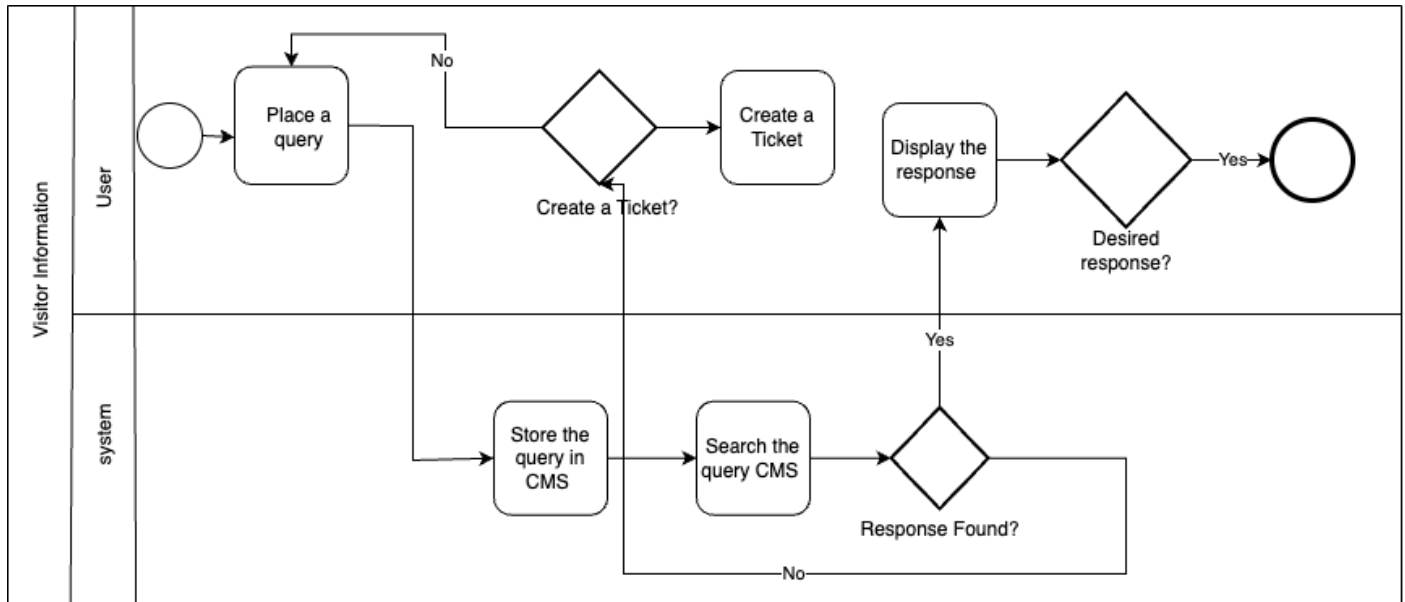 Visitor Information
User
No
Place a
query
Create a Ticket?
Create a
Ticket
Display the
response
Desired
response?
Yes
system
Store the
query in
CMS
Search the
query CMS
Yes
Response Found?
No